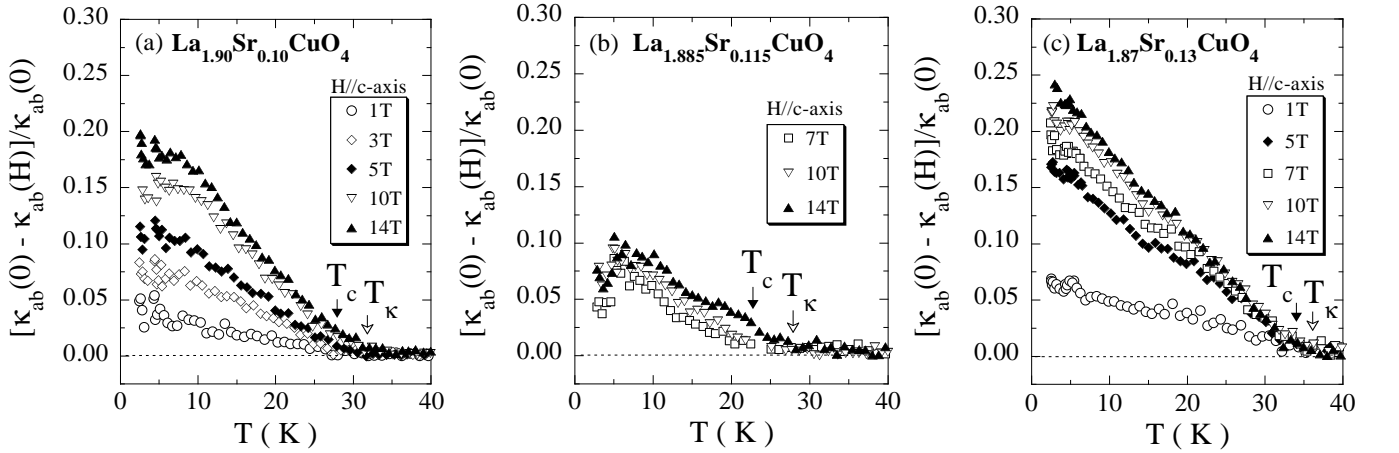 (a) La1.90Sr0.10CuO4
[κab(0) - κab(H)]/κab(0)
0.30
0.25
0.20
0.15
0.10
0.05
0.00
H//c-axis
1T
3T
5T
10T
14T
Tc
Tκ
0 10 20 30 40
T ( K )
(b) La1.885Sr0.115CuO4
[κab(0) - κab(H)]/κab(0)
0.30
0.25
0.20
0.15
0.10
0.05
0.00
H//c-axis
7T
10T
14T
Tc
Tκ
0 10 20 30 40
T ( K )
(c) La1.87Sr0.13CuO4
[κab(0) - κab(H)]/κab(0)
0.30
0.25
0.20
0.15
0.10
0.05
0.00
H//c-axis
1T
5T
7T
10T
14T
Tc
Tκ
0 10 20 30 40
T ( K )